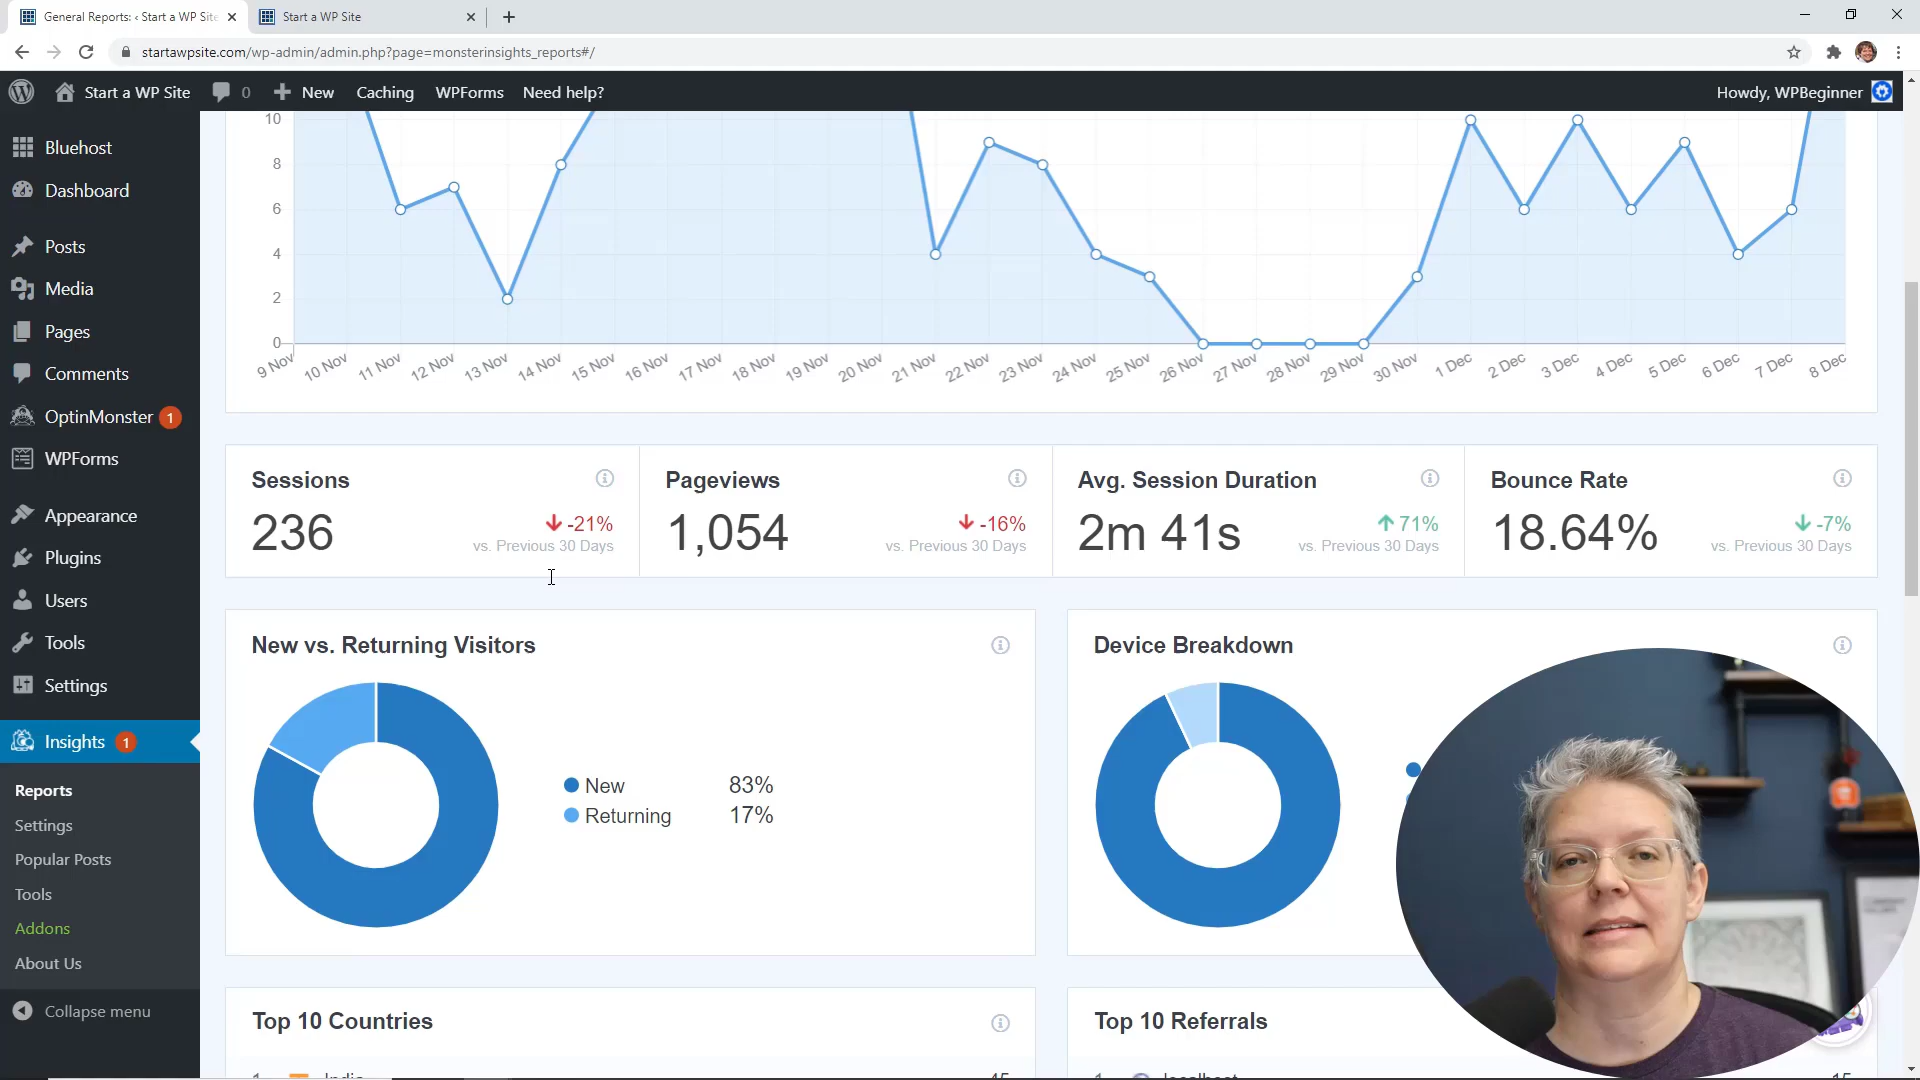 General Reports: ‹ Start a WP Site
Start a WP Site
startawpsite.com/wp-admin/admin.php?page=monsterinsights_reports#/
Start a WP Site
0
New
Caching
WPForms
Need help?
Howdy, WPBeginner
Bluehost
Dashboard
Posts
Media
Pages
Comments
OptinMonster 1
WPForms
Appearance
Plugins
Users
Tools
Settings
Insights 1
Reports
Settings
Popular Posts
Tools
Addons
About Us
Collapse menu
10
8
6
4
2
0
9 Nov 10 Nov 11 Nov 12 Nov 13 Nov 14 Nov 15 Nov 16 Nov 17 Nov 18 Nov 19 Nov 20 Nov 21 Nov 22 Nov 23 Nov 24 Nov 25 Nov 26 Nov 27 Nov 28 Nov 29 Nov 30 Nov 1 Dec 2 Dec 3 Dec 4 Dec 5 Dec 6 Dec 7 Dec 8 Dec
Sessions
236
-21%
vs. Previous 30 Days
Pageviews
1,054
-16%
vs. Previous 30 Days
Avg. Session Duration
2m 41s
71%
vs. Previous 30 Days
Bounce Rate
18.64%
-7%
vs. Previous 30 Days
New vs. Returning Visitors
New 83%
Returning 17%
Device Breakdown
Top 10 Countries
Top 10 Referrals